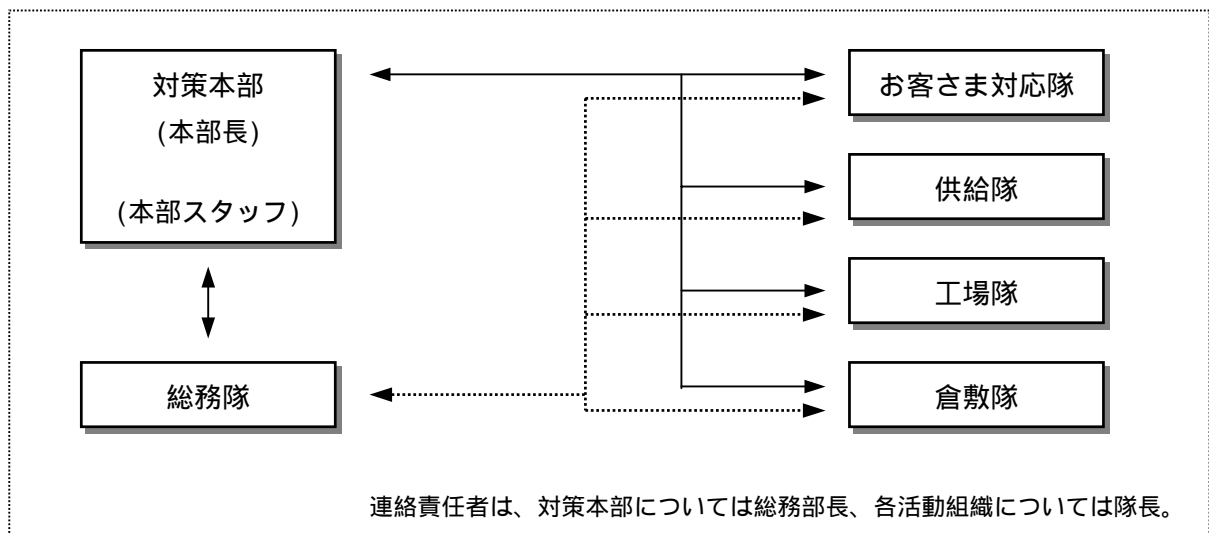 対策本部
(本部長)
(本部スタッフ)
総務隊
お客さま対応隊
供給隊
工場隊
倉敷隊
連絡責任者は、対策本部については総務部長、各活動組織については隊長。